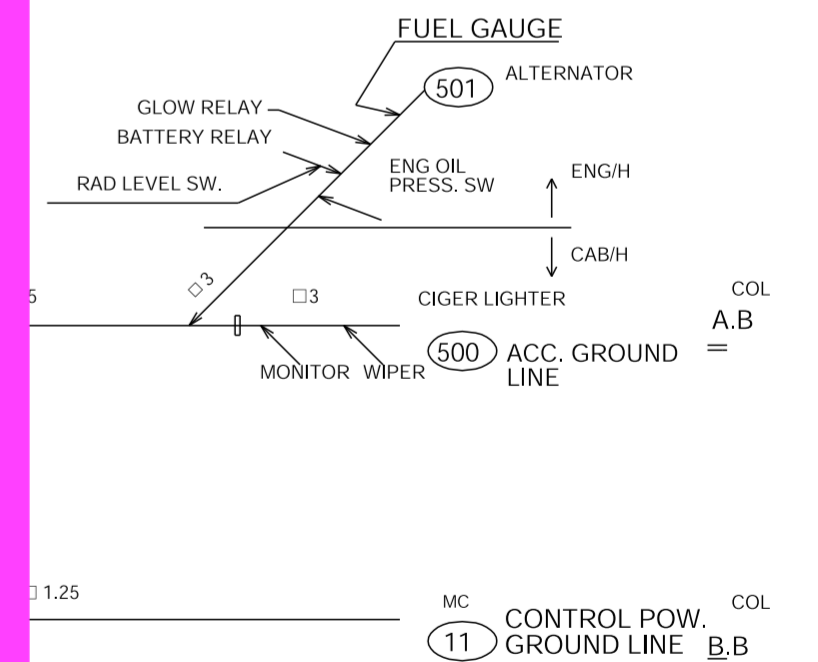 FUEL GAUGE
501 ALTERNATOR
GLOW RELAY
BATTERY RELAY
ENG OIL
PRESS. SW
RAD LEVEL SW.
ENG/H
CAB/H
□3
5
□3
CIGER LIGHTER
COL
A.B
500 ACC. GROUND
LINE
=
MONITOR WIPER
□ 1.25
MC
COL
11 CONTROL POW.
GROUND LINE B.B